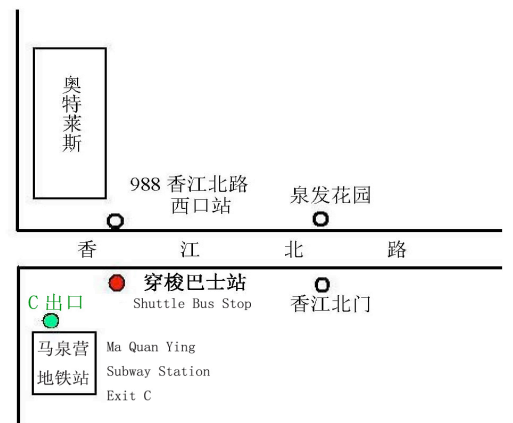 奥特莱斯
988 香江北路
西口站
泉发花园
香江北路
穿梭巴士站
Shuttle Bus Stop
香江北门
C 出口
马泉营
地铁站
Ma Quan Ying
Subway Station
Exit C